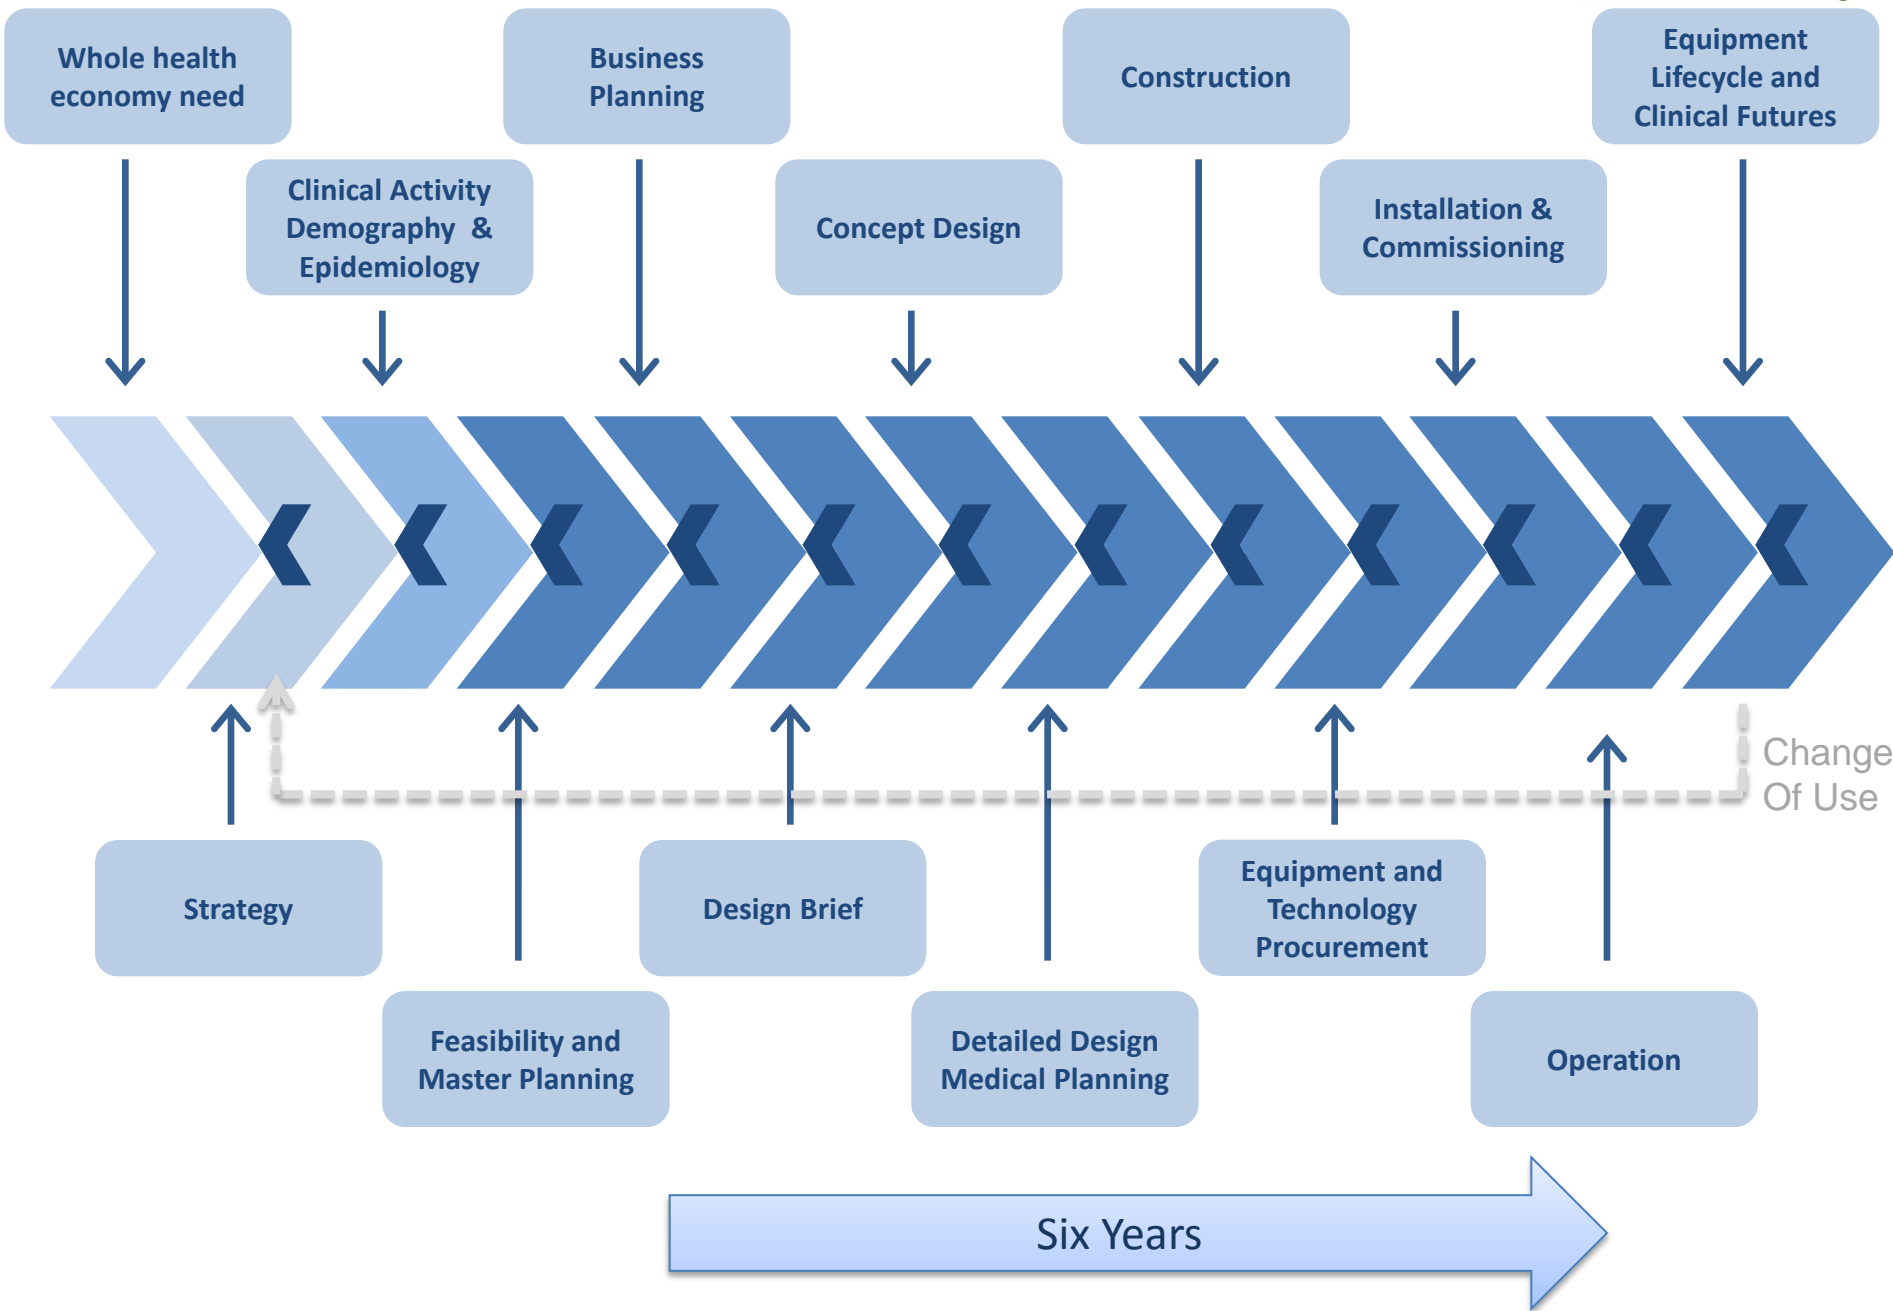 Whole health
economy need
Business
Planning
Construction
Equipment
Lifecycle and
Clinical Futures
Clinical Activity
Demography  &
Epidemiology
Concept Design
Installation &
Commissioning
Change
Of Use
Strategy
Design Brief
Equipment and
Technology
Procurement
Feasibility and
Master Planning
Detailed Design
Medical Planning
Operation
Six Years